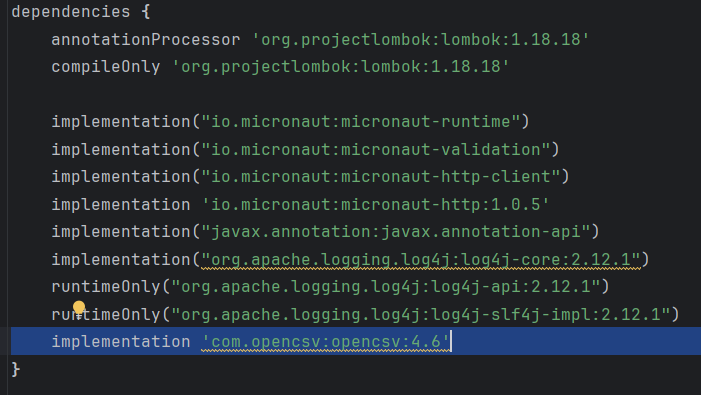 dependencies {
annotationProcessor 'org.projectlombok:lombok:1.18.18'
compileOnly 'org.projectlombok:lombok:1.18.18'
implementation("io.micronaut:micronaut-runtime")
implementation("io.micronaut:micronaut-validation")
implementation("io.micronaut:micronaut-http-client")
implementation 'io.micronaut:micronaut-http:1.0.5'
implementation("javax.annotation:javax.annotation-api")
implementation("org.apache.logging.log4j:log4j-core:2.12.1")
runtimeOnly("org.apache.logging.log4j:log4j-api:2.12.1")
runtimeOnly("org.apache.logging.log4j:log4j-slf4j-impl:2.12.1")
implementation 'com.opencsv:opencsv:4.6'
}